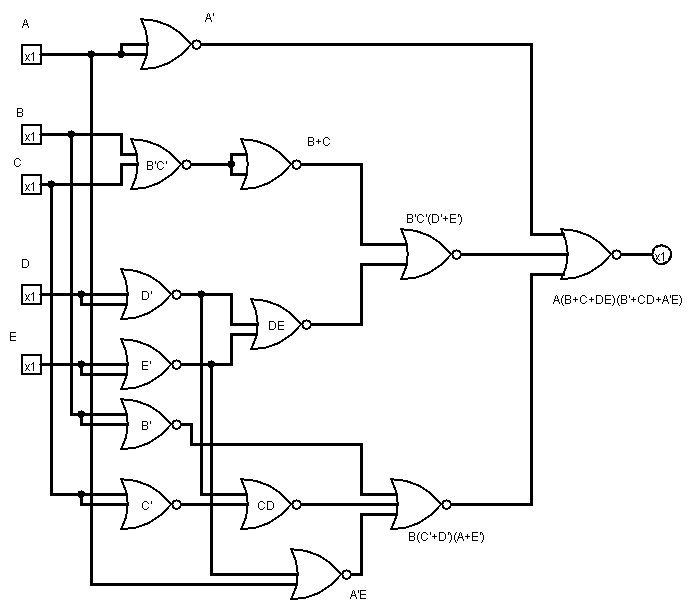 A
A'
x1
B
x1
B'C'
B+C
C
x1
B'C'(D'+E')
x1
D
x1
D'
A(B+C+DE)(B'+CD+A'E)
DE
E
x1
E'
B'
C'
CD
B(C'+D')(A+E')
A'E